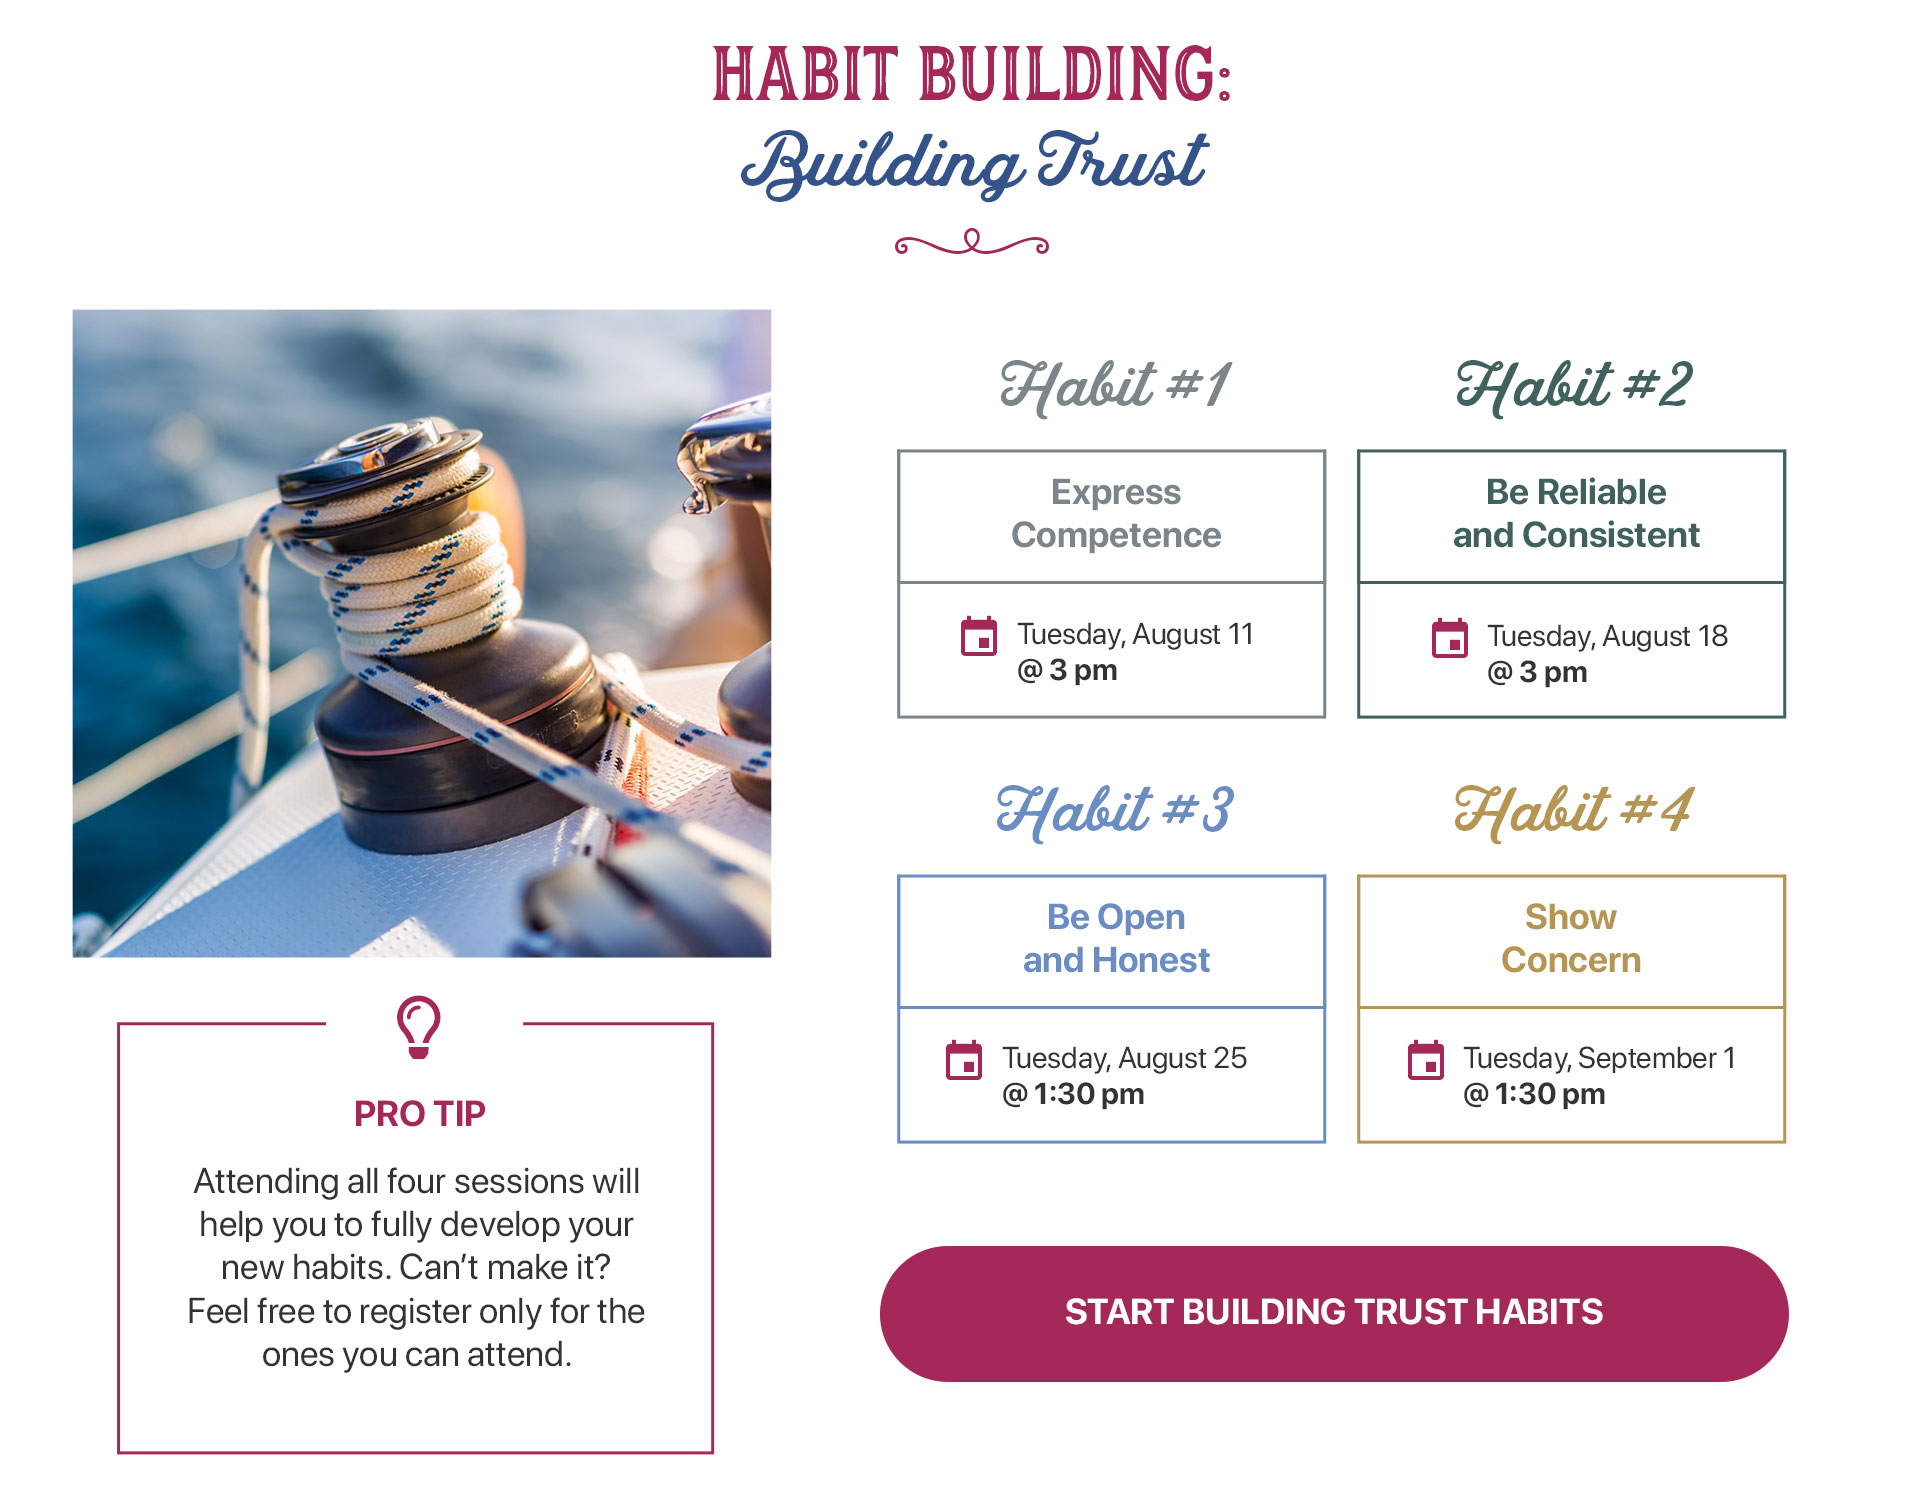 HABIT BUILDING:
Building Trust
Habit #1
Express
Competence
Tuesday, August 11
@ 3 pm
Habit #2
Be Reliable
and Consistent
Tuesday, August 18
@ 3 pm
Habit #3
Be Open
and Honest
Tuesday, August 25
@ 1:30 pm
Habit #4
Show
Concern
Tuesday, September 1
@ 1:30 pm
PRO TIP
Attending all four sessions will
help you to fully develop your
new habits. Can’t make it?
Feel free to register only for the
ones you can attend.
START BUILDING TRUST HABITS